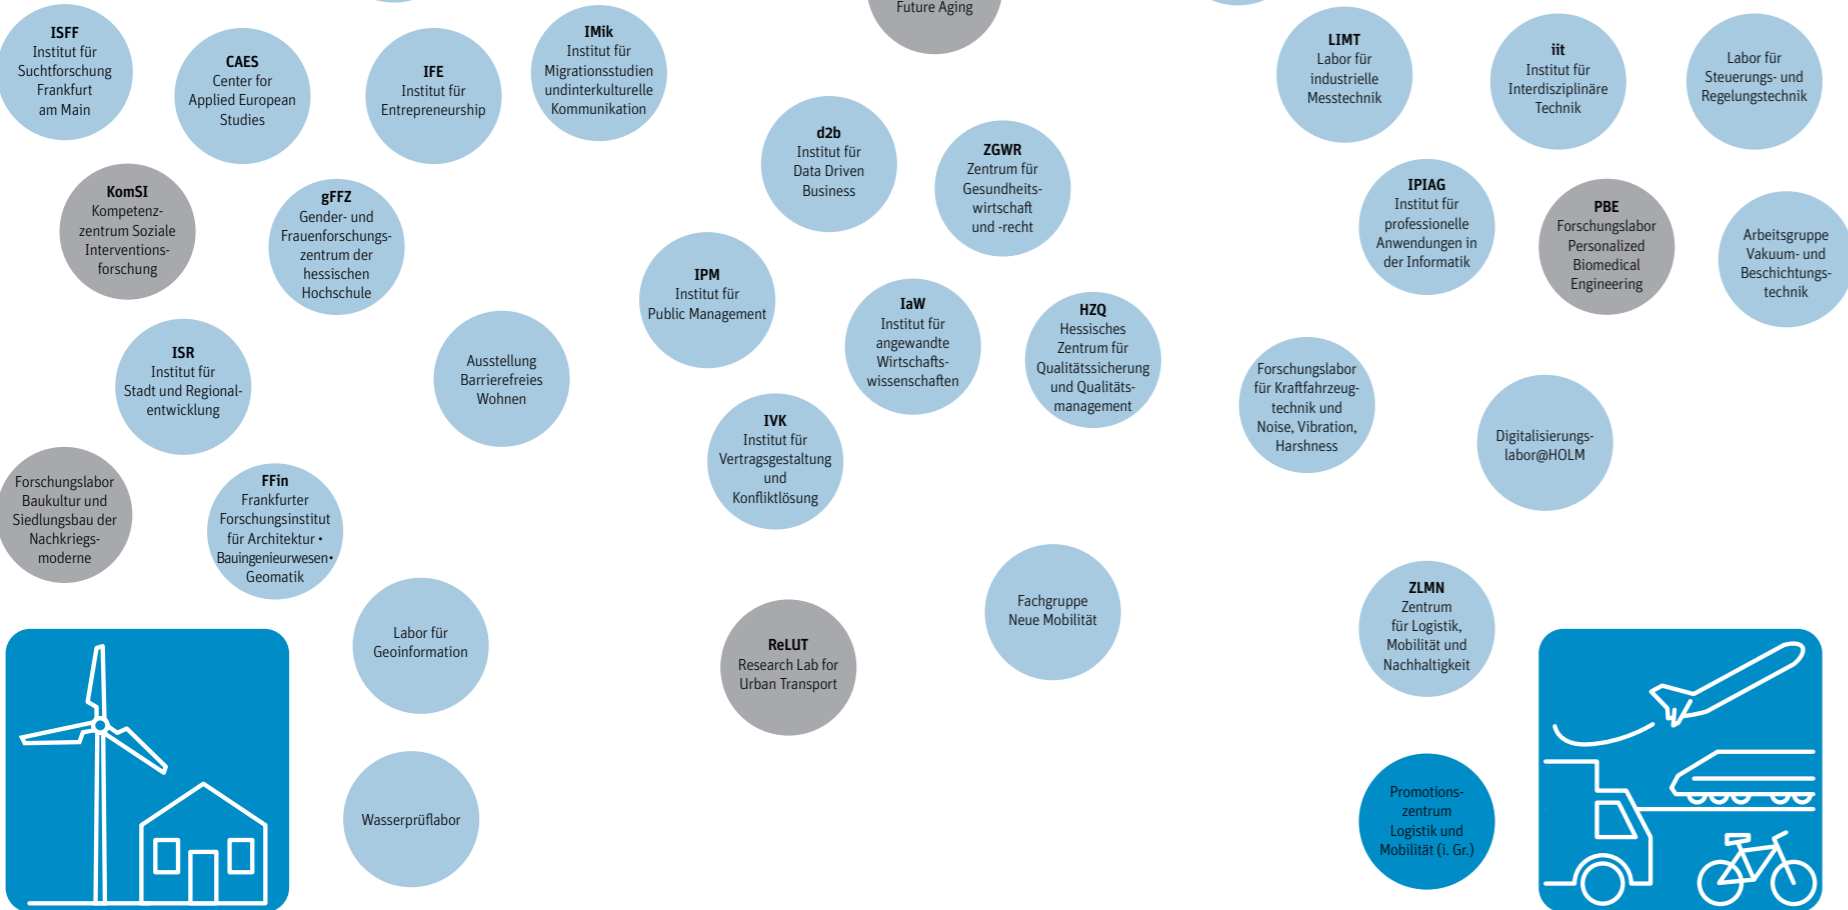 Future Aging
ISFF
Institut für
Suchtforschung
Frankfurt
am Main
CAES
Center for
Applied European
Studies
IFE
Institut für
Entrepreneurship
IMik
Institut für
Migrationsstudien
undinterkulturelle
Kommunikation
LIMT
Labor für
industrielle
Messtechnik
iit
Institut für
Interdisziplinäre
Technik
Labor für
Steuerungs- und
Regelungstechnik
d2b
Institut für
Data Driven
Business
ZGWR
Zentrum für
Gesundheits-
wirtschaft
und -recht
KomSI
Kompetenz-
zentrum Soziale
Interventions-
forschung
gFFZ
Gender- und
Frauenforschungs-
zentrum der
hessischen
Hochschule
IPIAG
Institut für
professionelle
Anwendungen in
der Informatik
PBE
Forschungslabor
Personalized
Biomedical
Engineering
Arbeitsgruppe
Vakuum- und
Beschichtungs-
technik
IPM
Institut für
Public Management
IaW
Institut für
angewandte
Wirtschafts-
wissenschaften
HZQ
Hessisches
Zentrum für
Qualitätssicherung
und Qualitäts-
management
ISR
Institut für
Stadt und Regional-
entwicklung
Ausstellung
Barrierefreies
Wohnen
Forschungslabor
für Kraftfahrzeug-
technik und
Noise, Vibration,
Harshness
IVK
Institut für
Vertragsgestaltung
und
Konfliktlösung
Digitalisierungs-
labor@HOLM
Forschungslabor
Baukultur und
Siedlungsbau der
Nachkriegs-
moderne
FFin
Frankfurter
Forschungsinstitut
für Architektur •
Bauingenieurwesen•
Geomatik
Labor für
Geoinformation
ReLUT
Research Lab for
Urban Transport
Fachgruppe
Neue Mobilität
ZLMN
Zentrum
für Logistik,
Mobilität und
Nachhaltigkeit
Wasserprüflabor
Promotions-
zentrum
Logistik und
Mobilität (i. Gr.)